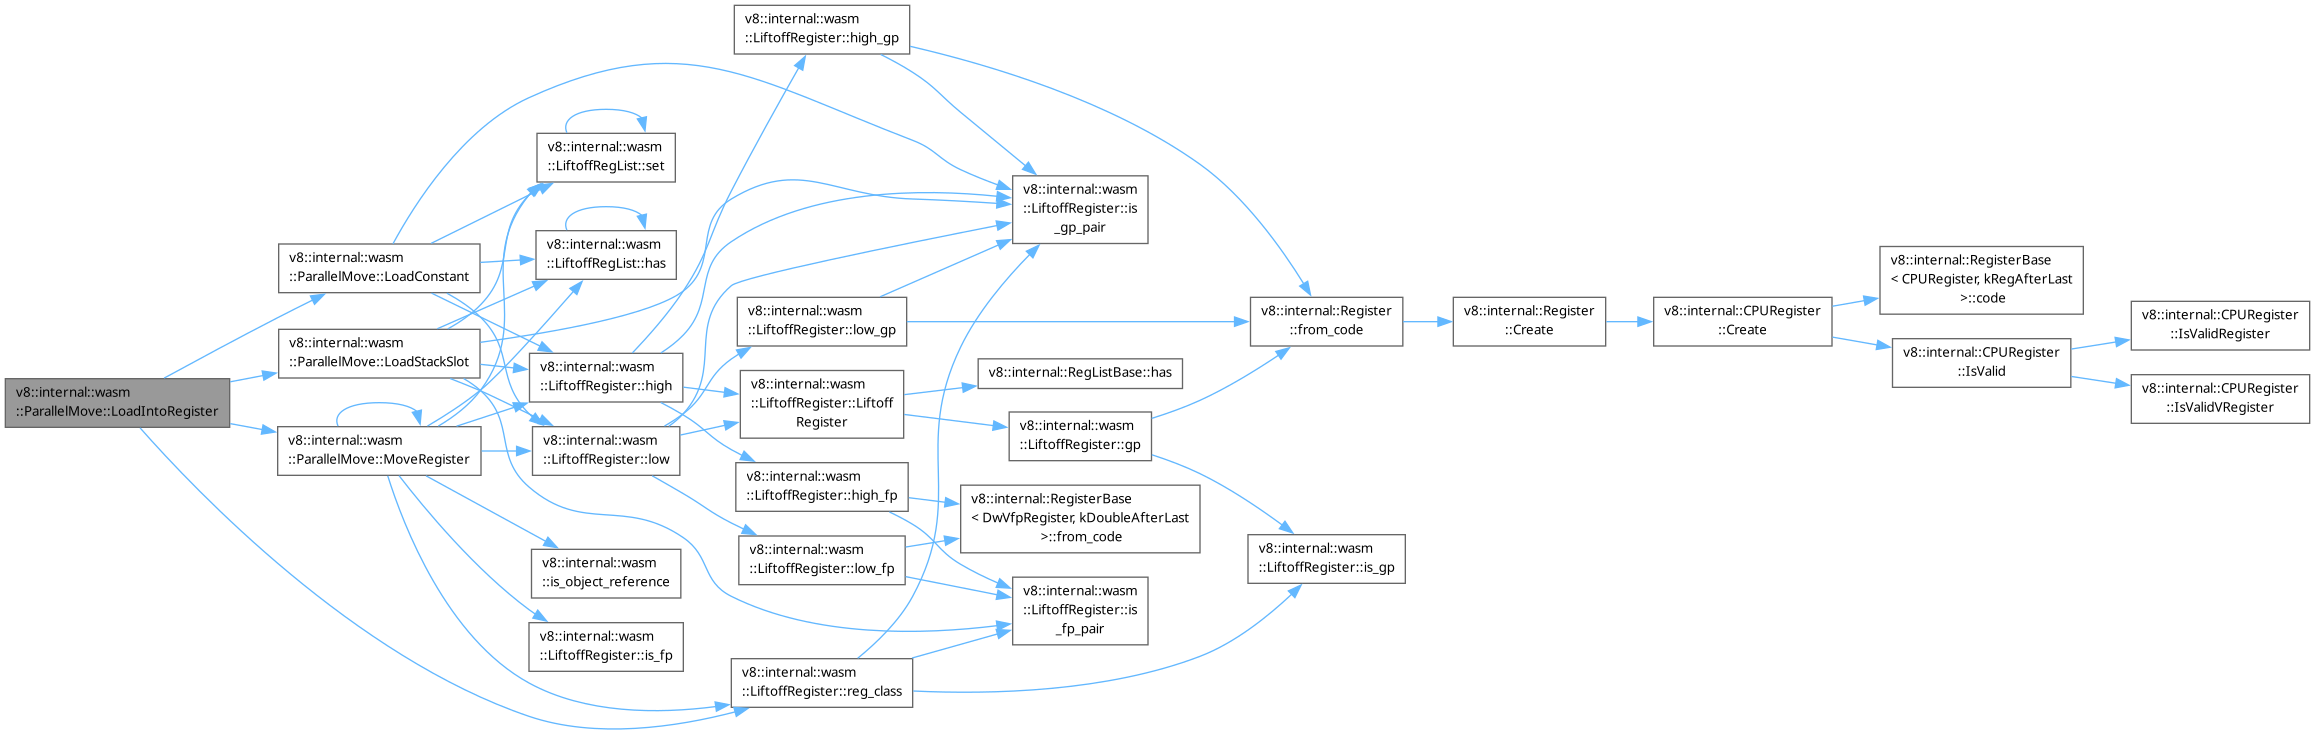 v8::internal::wasm
::ParallelMove::LoadIntoRegister
v8::internal::wasm
::ParallelMove::LoadConstant
v8::internal::wasm
::ParallelMove::LoadStackSlot
v8::internal::wasm
::ParallelMove::MoveRegister
v8::internal::wasm
::LiftoffRegList::set
v8::internal::wasm
::LiftoffRegList::has
v8::internal::wasm
::LiftoffRegister::high
v8::internal::wasm
::LiftoffRegister::low
v8::internal::wasm
::is_object_reference
v8::internal::wasm
::LiftoffRegister::is_fp
v8::internal::wasm
::LiftoffRegister::high_gp
v8::internal::wasm
::LiftoffRegister::low_gp
v8::internal::wasm
::LiftoffRegister::Liftoff
Register
v8::internal::wasm
::LiftoffRegister::high_fp
v8::internal::wasm
::LiftoffRegister::low_fp
v8::internal::wasm
::LiftoffRegister::reg_class
v8::internal::wasm
::LiftoffRegister::is
_gp_pair
v8::internal::RegListBase::has
v8::internal::wasm
::LiftoffRegister::gp
v8::internal::RegisterBase
< DwVfpRegister, kDoubleAfterLast
>::from_code
v8::internal::wasm
::LiftoffRegister::is
_fp_pair
v8::internal::Register
::from_code
v8::internal::wasm
::LiftoffRegister::is_gp
v8::internal::Register
::Create
v8::internal::CPURegister
::Create
v8::internal::RegisterBase
< CPURegister, kRegAfterLast
>::code
v8::internal::CPURegister
::IsValid
v8::internal::CPURegister
::IsValidRegister
v8::internal::CPURegister
::IsValidVRegister